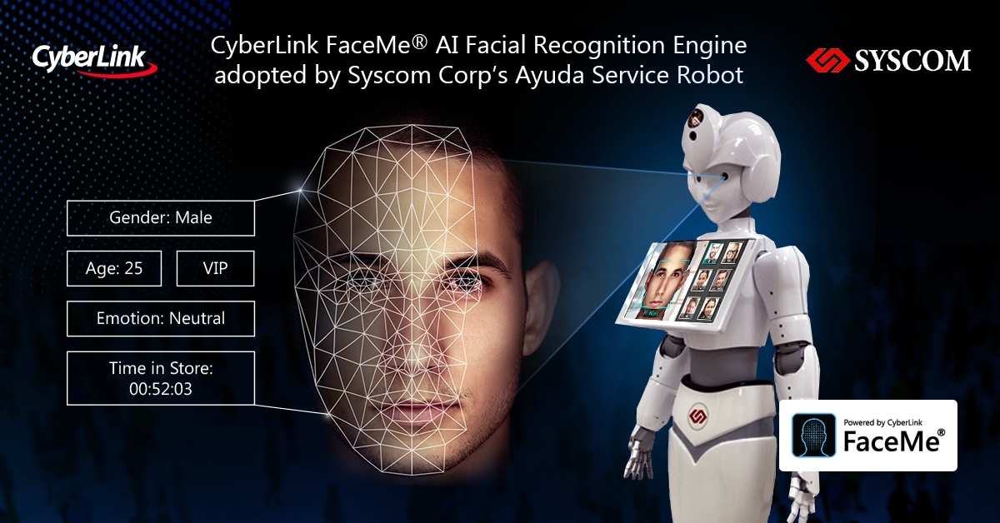 CyberLink
CyberLink FaceMe® AI Facial Recognition Engine
adopted by Syscom Corp's Ayuda Service Robot
SYSCOM
Gender: Male
Age: 25
VIP
Emotion: Neutral
Time in Store:
00:52:03
Powered by CyberLink
FaceMe®